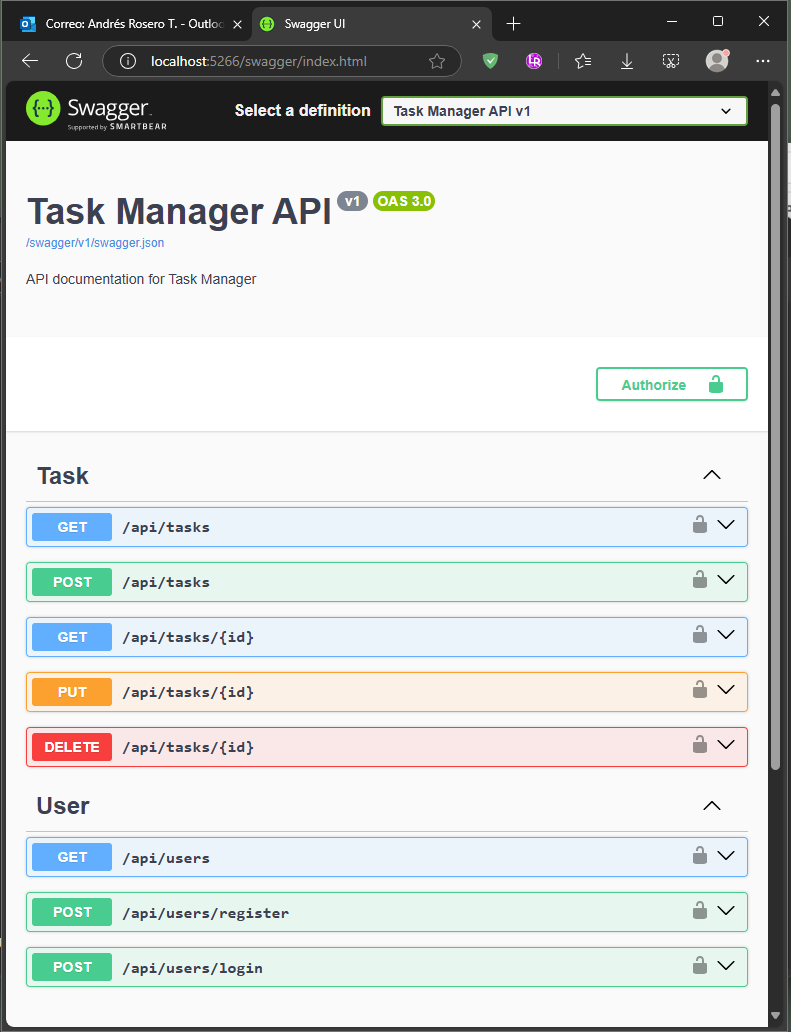 Correo: Andrés Rosero T. - Outloo
Swagger UI
localhost:5266/swagger/index.html
Swagger
Supported by SMARTBEAR
Select a definition
Task Manager API v1
Task Manager API
v1
OAS 3.0
/swagger/v1/swagger.json
API documentation for Task Manager
Authorize
Task
GET /api/tasks
POST /api/tasks
GET /api/tasks/{id}
PUT /api/tasks/{id}
DELETE /api/tasks/{id}
User
GET /api/users
POST /api/users/register
POST /api/users/login